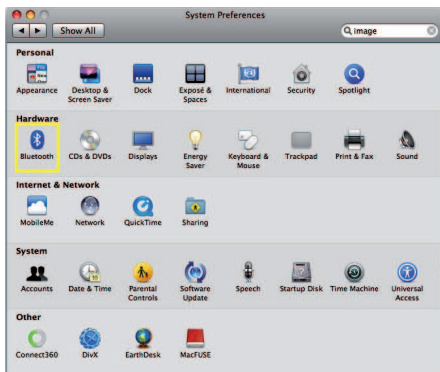 System Preferences
Show All
image
Personal
Appearance
Desktop & Screen Saver
Dock
Exposé & Spaces
International
Security
Spotlight
Hardware
Bluetooth
CDs & DVDs
Displays
Energy Saver
Keyboard & Mouse
Trackpad
Print & Fax
Sound
Internet & Network
MobileMe
Network
QuickTime
Sharing
System
Accounts
Date & Time
Parental Controls
Software Update
Speech
Startup Disk
Time Machine
Universal Access
Other
Connect360
DivX
EarthDesk
MacFUSE